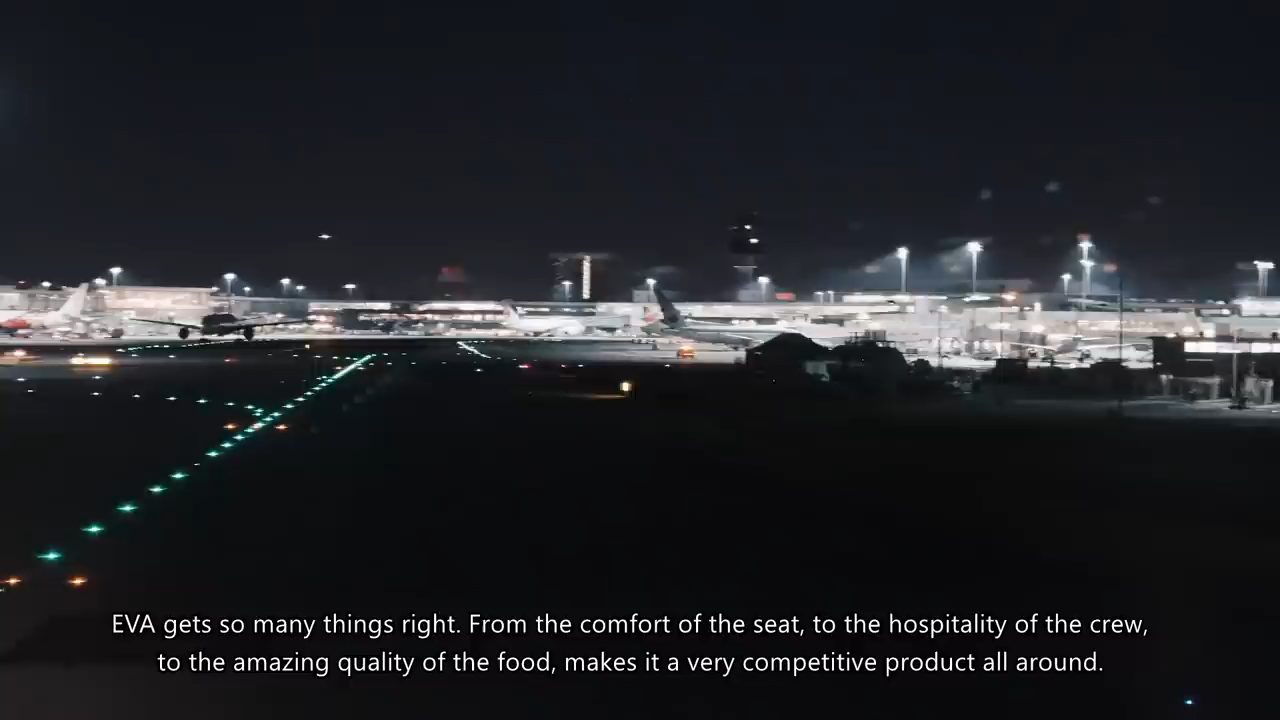 EVA gets so many things right. From the comfort of the seat, to the hospitality of the crew,
to the amazing quality of the food, makes it a very competitive product all around.